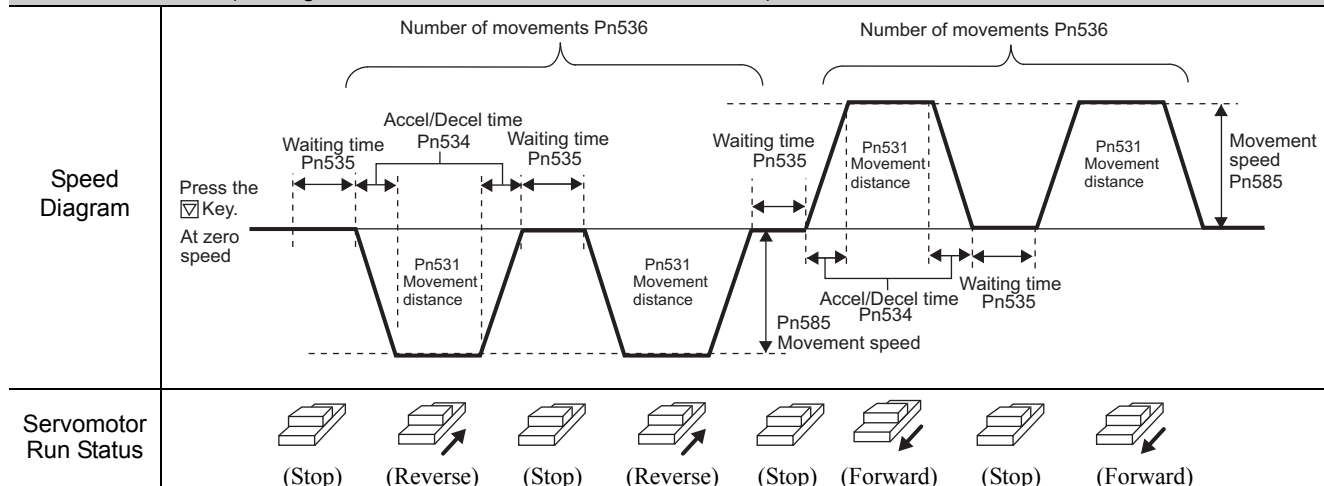 Number of movements Pn536
Number of movements Pn536
Speed
Diagram
Press the
Key.
At zero
speed
Waiting time
Pn535
Accel/Decel time
Pn534
Waiting time
Pn535
Pn531
Movement
distance
Pn531
Movement
distance
Waiting time
Pn535
Pn585
Movement speed
Pn531
Movement
distance
Accel/Decel time
Pn534
Waiting time
Pn535
Pn531
Movement
distance
Movement
speed
Pn585
Servomotor
Run Status
(Stop)
(Reverse)
(Stop)
(Reverse)
(Stop)
(Forward)
(Stop)
(Forward)